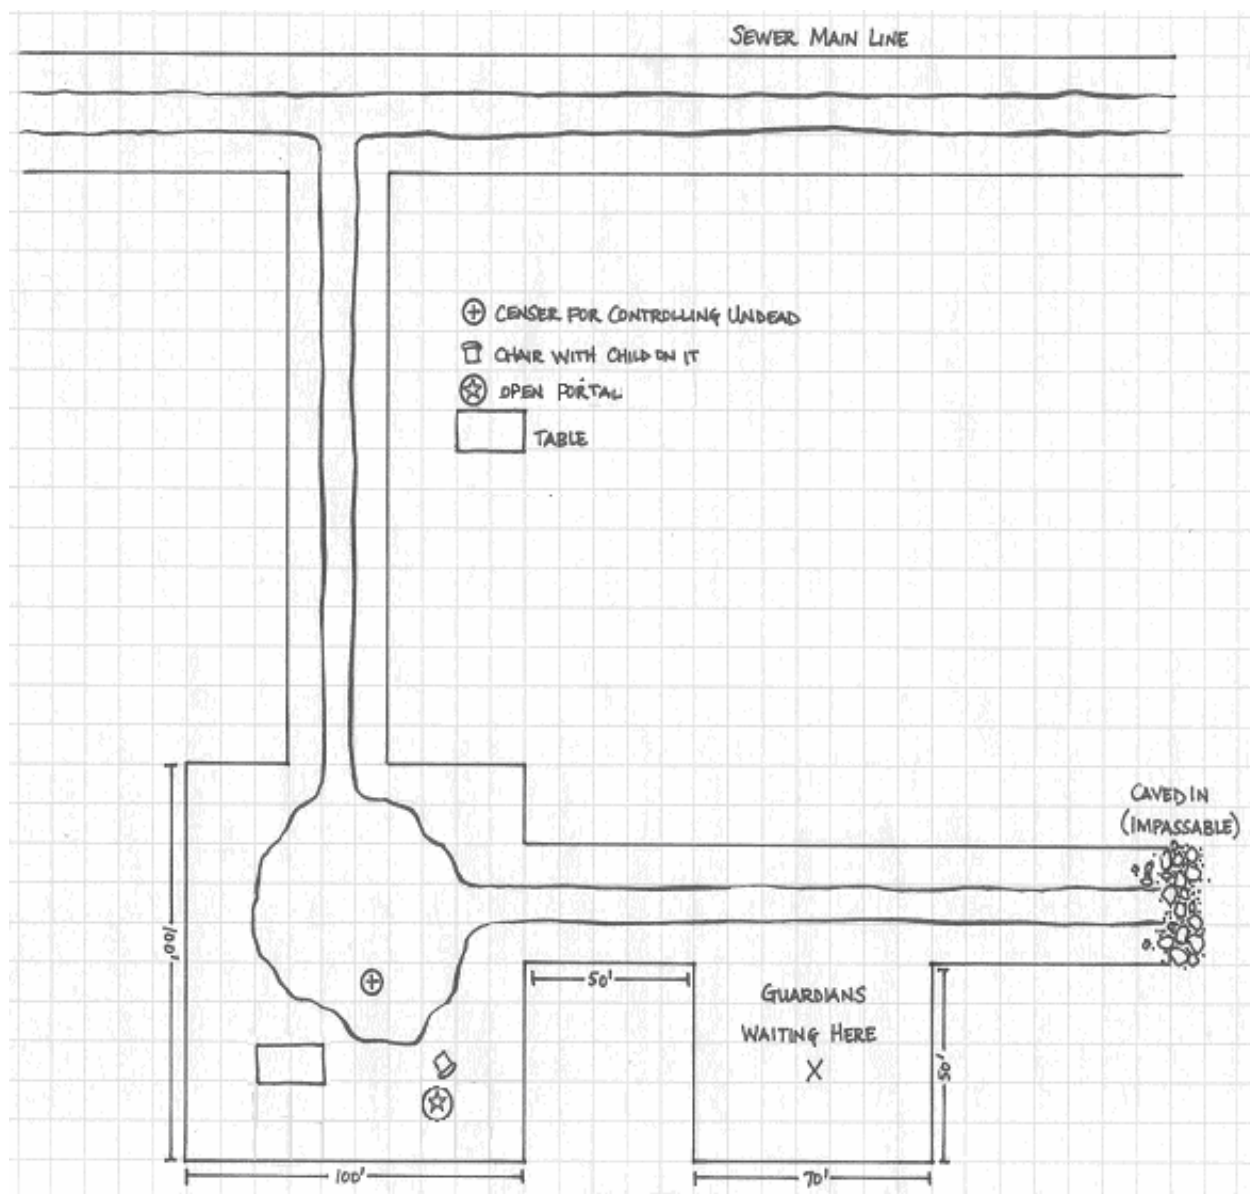 SEWER MAIN LINE
CENSER FOR CONTROLLING UNDEAD
CHAIR WITH CHILD ON IT
OPEN PORTAL
TABLE
CAVED IN
(IMPASSABLE)
100'
50'
GUARDIANS
WAITING HERE
X
50'
100'
70'